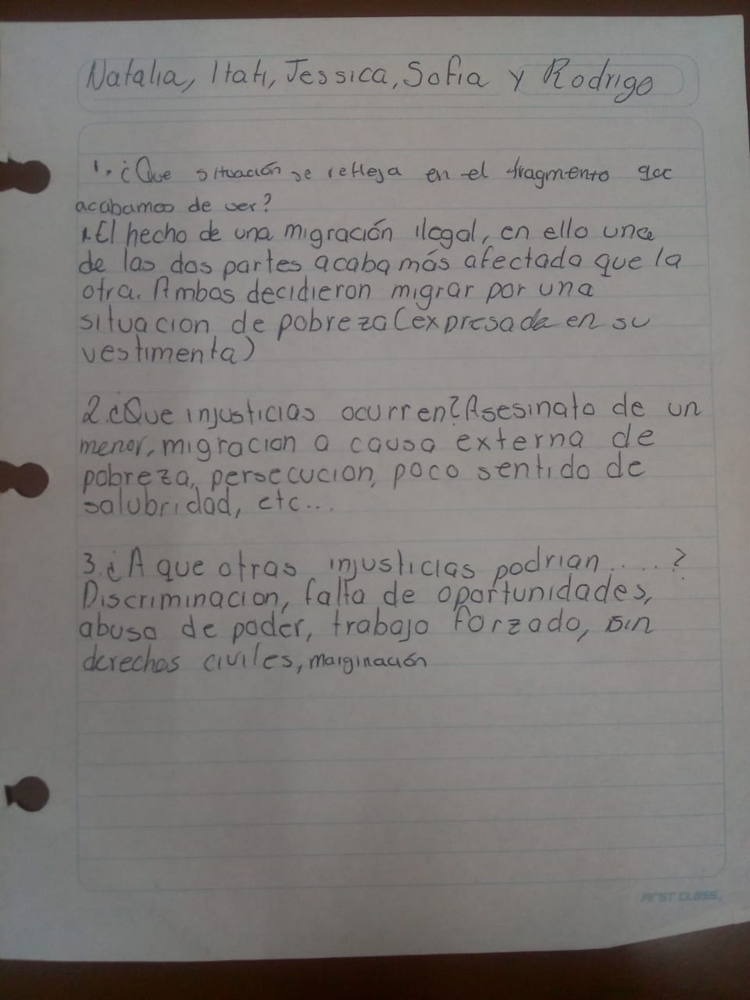 Natalia, Itati, Jessica, Sofia y Rodrigo
1. ¿Que situación se refleja en el fragmento que
acabamos de ver?
1. El hecho de una migración ilegal, en ello una
de las dos partes acaba más afectada que la
otra. Ambas decidieron migrar por una
situacion de pobreza (expresada en su
vestimenta)
2. ¿Que injusticias ocurren? Asesinato de un
menor, migracion a causa externa de
pobreza, persecucion, poco sentido de
salubridad, etc...
3. ¿A que otras injusticias podrian.....?
Discriminacion, falta de oportunidades,
abuso de poder, trabajo forzado, sin
derechos civiles, marginación
FIRST CLASS